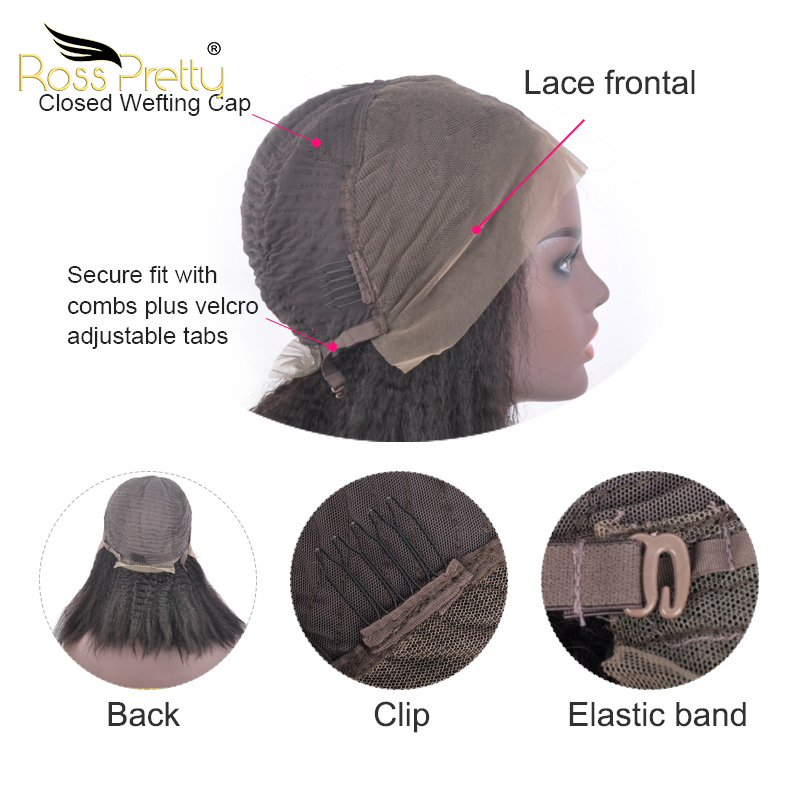 Ross Pretty®
Closed Wefting Cap
Lace frontal
Secure fit with
combs plus velcro
adjustable tabs
Back
Clip
Elastic band